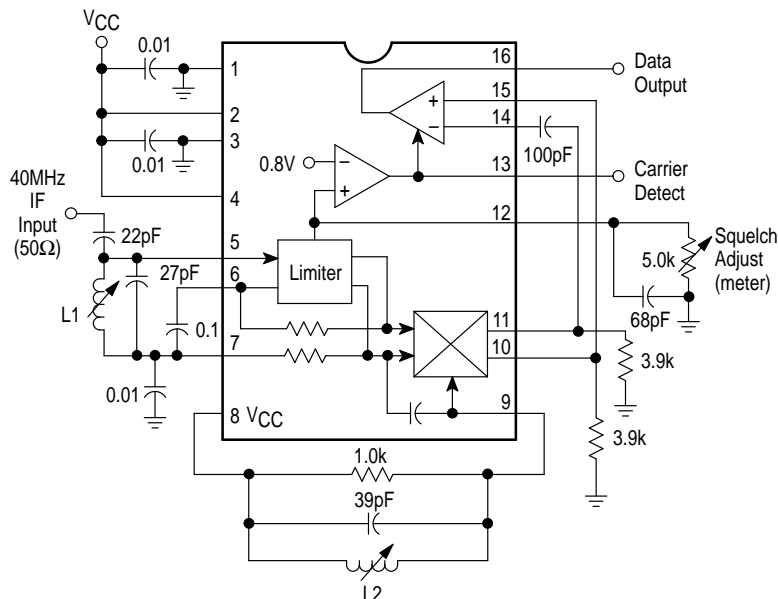 VCC
0.01
1
2
3
0.01
4
40MHz
IF
Input
(50Ω)
22pF
5
27pF
6
L1
0.1
7
0.01
8 VCC
16
Data
Output
15
14
100pF
0.8V
13
Carrier
Detect
12
Limiter
5.0k
Squelch
Adjust
(meter)
68pF
11
10
3.9k
9
3.9k
1.0k
39pF
L2
+
−
−
+